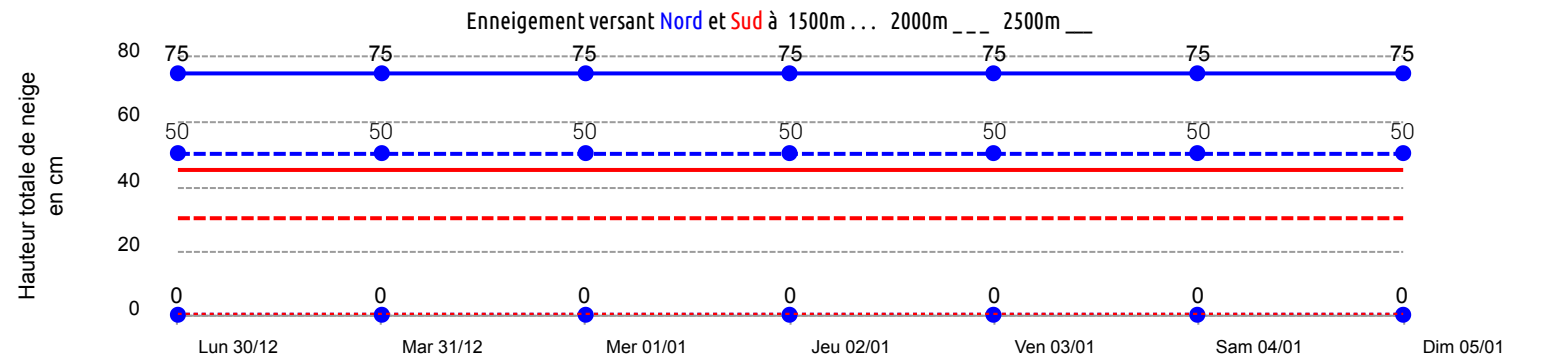 Enneigement versant Nord et Sud à 1500m . . . 2000m _ _ _ 2500m __
Hauteur totale de neige
en cm
80
75 75 75 75 75 75 75
60
50 50 50 50 50 50 50
40
20
0
0 0 0 0 0 0 0
Lun 30/12 Mar 31/12 Mer 01/01 Jeu 02/01 Ven 03/01 Sam 04/01 Dim 05/01